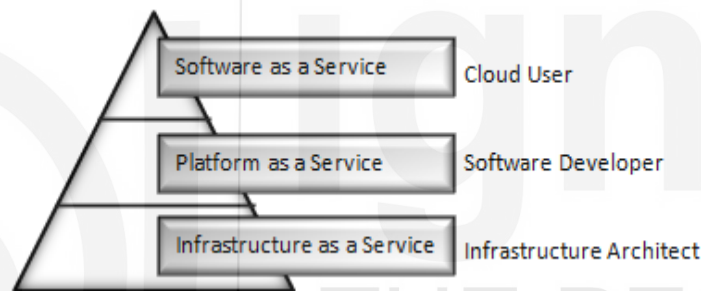 Software as a Service
Cloud User
Platform as a Service
Software Developer
Infrastructure as a Service
Infrastructure Architect